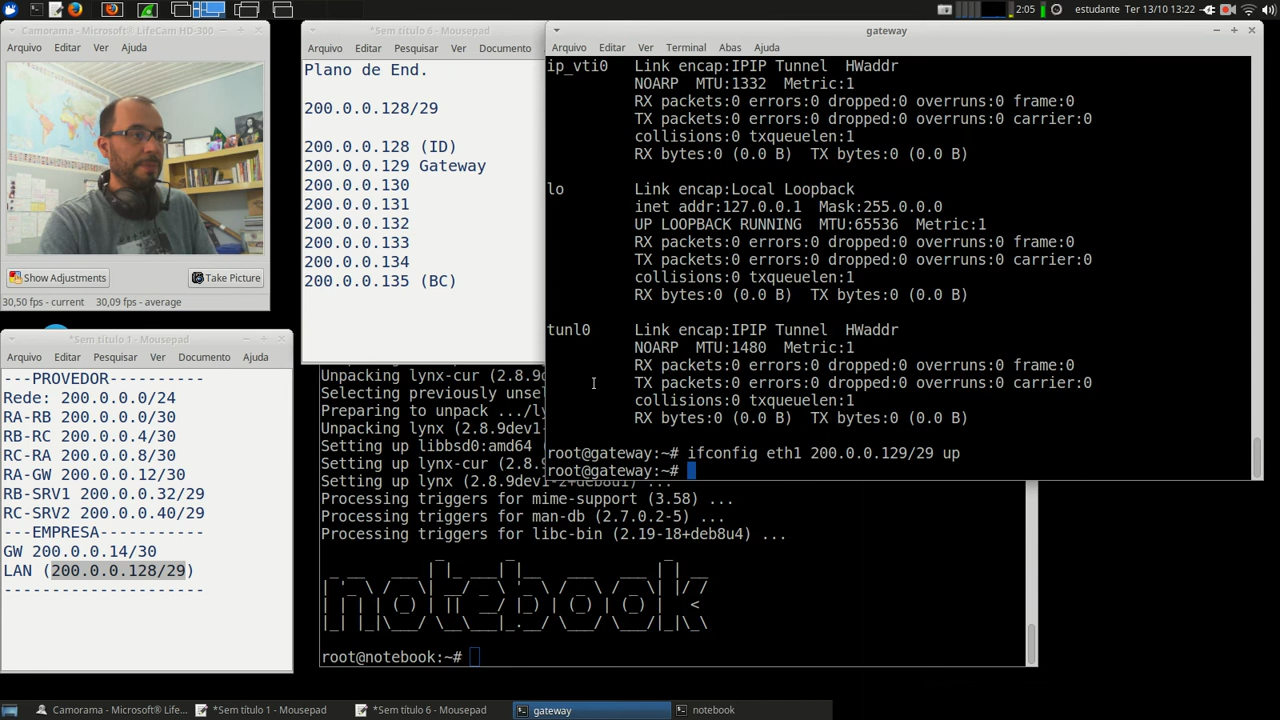 2:05 estudante Ter 13/10 13:22
Camorama - Microsoft® LifeCam HD-300
Arquivo Editar Ver Ajuda
Show Adjustments Take Picture
30,50 fps - current 30,09 fps - average
*Sem título 6 - Mousepad
Arquivo Editar Pesquisar Ver Documento
Plano de End.
200.0.0.128/29
200.0.0.128 (ID)
200.0.0.129 Gateway
200.0.0.130
200.0.0.131
200.0.0.132
200.0.0.133
200.0.0.134
200.0.0.135 (BC)
gateway
Arquivo Editar Ver Terminal Abas Ajuda
ip_vti0 Link encap:IPIP Tunnel HWaddr
NOARP MTU:1332 Metric:1
RX packets:0 errors:0 dropped:0 overruns:0 frame:0
TX packets:0 errors:0 dropped:0 overruns:0 carrier:0
collisions:0 txqueuelen:1
RX bytes:0 (0.0 B) TX bytes:0 (0.0 B)
lo Link encap:Local Loopback
inet addr:127.0.0.1 Mask:255.0.0.0
UP LOOPBACK RUNNING MTU:65536 Metric:1
RX packets:0 errors:0 dropped:0 overruns:0 frame:0
TX packets:0 errors:0 dropped:0 overruns:0 carrier:0
collisions:0 txqueuelen:1
RX bytes:0 (0.0 B) TX bytes:0 (0.0 B)
tunl0 Link encap:IPIP Tunnel HWaddr
NOARP MTU:1480 Metric:1
RX packets:0 errors:0 dropped:0 overruns:0 frame:0
TX packets:0 errors:0 dropped:0 overruns:0 carrier:0
collisions:0 txqueuelen:1
RX bytes:0 (0.0 B) TX bytes:0 (0.0 B)
root@gateway:~# ifconfig eth1 200.0.0.129/29 up
root@gateway:~#
*Sem título 1 - Mousepad
Arquivo Editar Pesquisar Ver Documento Ajuda
---PROVEDOR----------
Rede: 200.0.0.0/24
RA-RB 200.0.0.0/30
RB-RC 200.0.0.4/30
RC-RA 200.0.0.8/30
RA-GW 200.0.0.12/30
RB-SRV1 200.0.0.32/29
RC-SRV2 200.0.0.40/29
---EMPRESA-----------
GW 200.0.0.14/30
LAN (200.0.0.128/29)
---------------------
Unpacking lynx-cur (2.8.9d
Selecting previously unsel
Preparing to unpack .../ly
Unpacking lynx (2.8.9dev1-
Setting up libbsd0:amd64 (
Setting up lynx-cur (2.8.9
Setting up lynx (2.8.9dev1-2+deb8u1) ...
Processing triggers for mime-support (3.58) ...
Processing triggers for man-db (2.7.0.2-5) ...
Processing triggers for libc-bin (2.19-18+deb8u4) ...
notebook
root@notebook:~#
Camorama - Microsoft® LifeC... *Sem título 1 - Mousepad *Sem título 6 - Mousepad gateway notebook